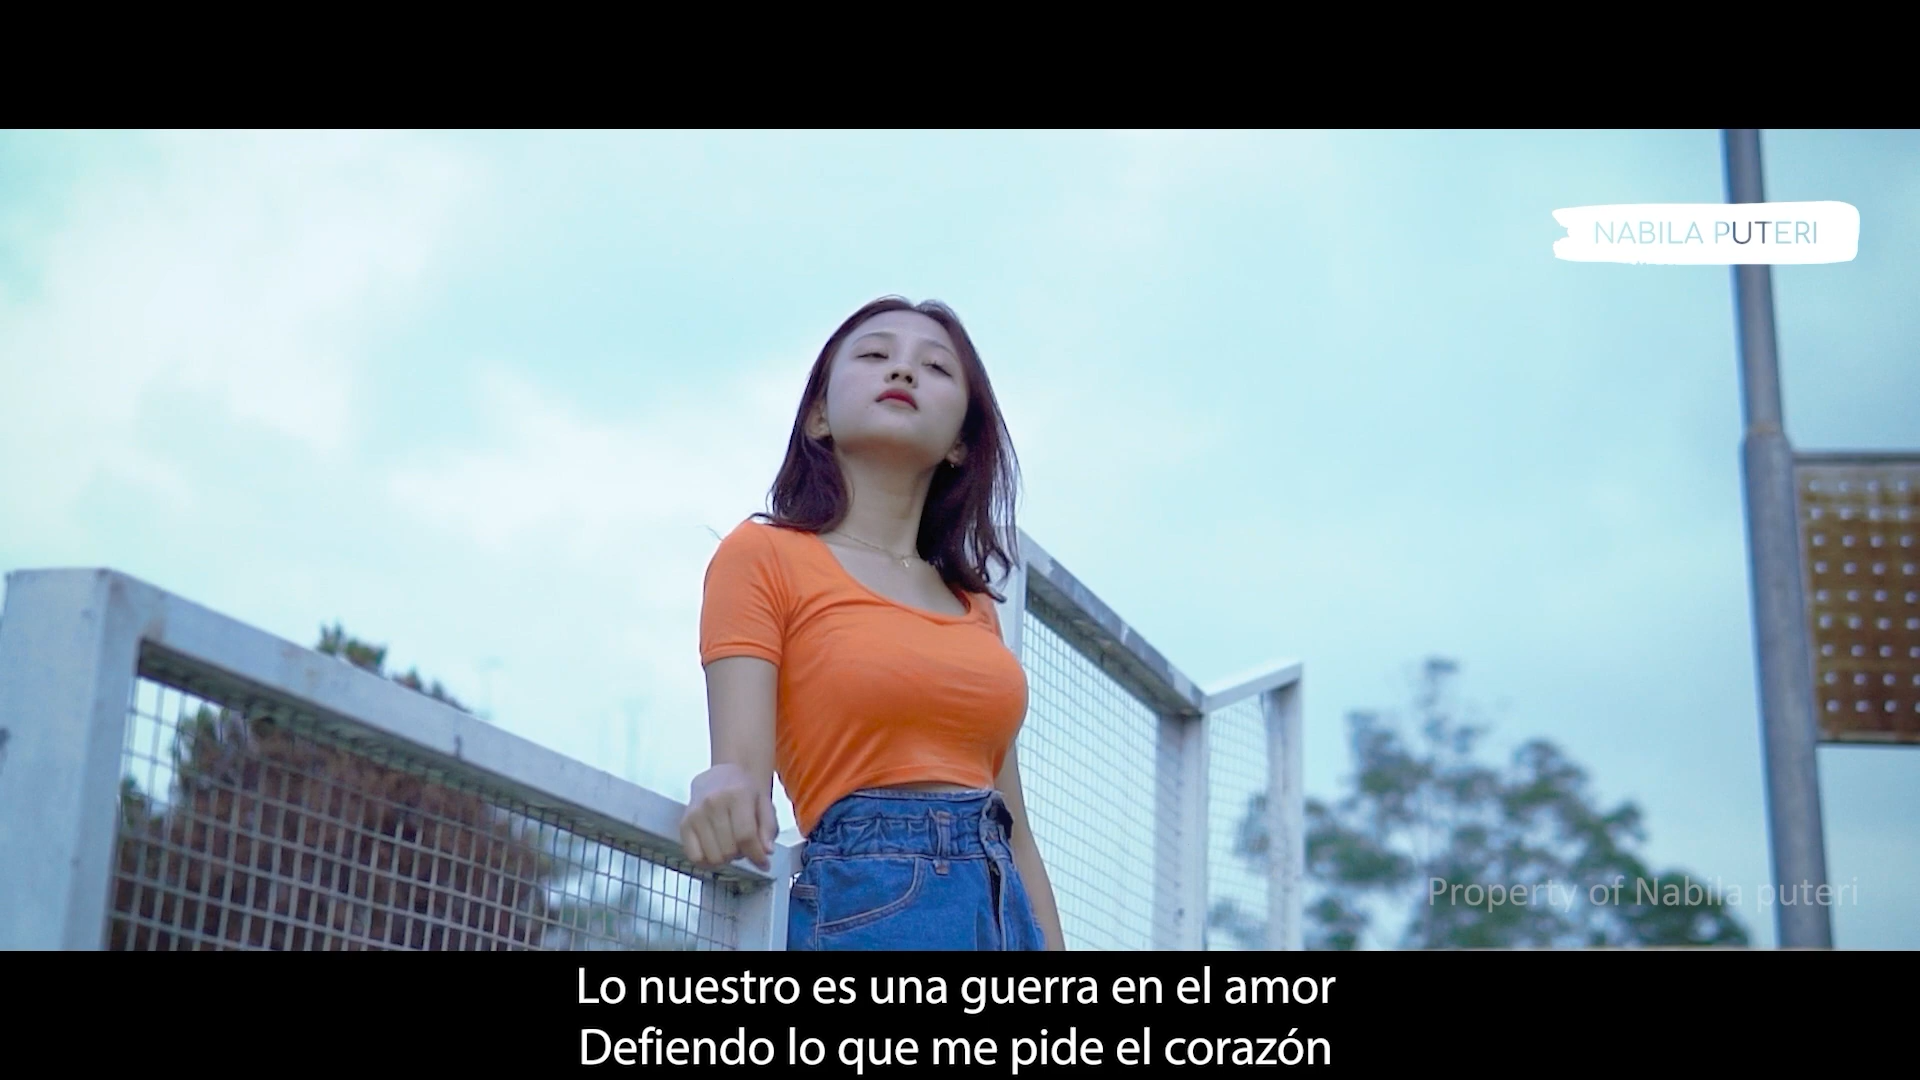 NABILA PUTERI
Property of Nabila puteri
Lo nuestro es una guerra en el amor
Defiendo lo que me pide el corazón